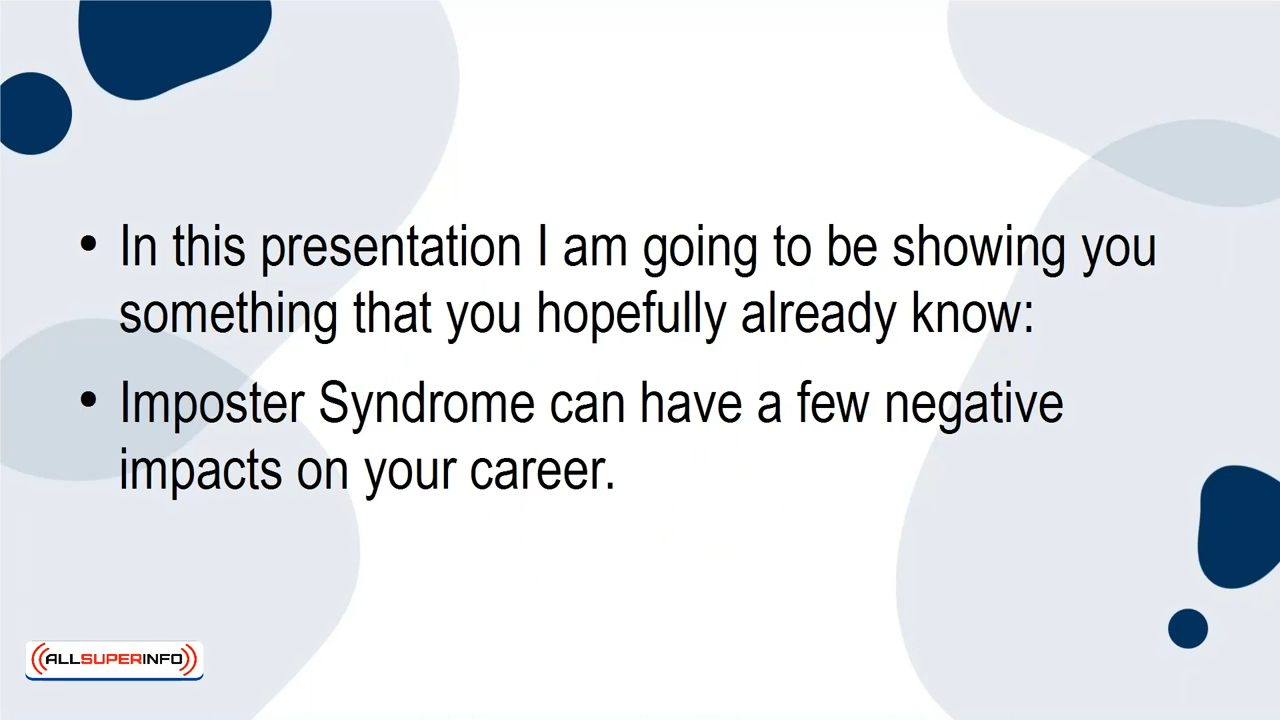 • In this presentation I am going to be showing you
something that you hopefully already know:
• Imposter Syndrome can have a few negative
impacts on your career.
ALLSUPERINFO